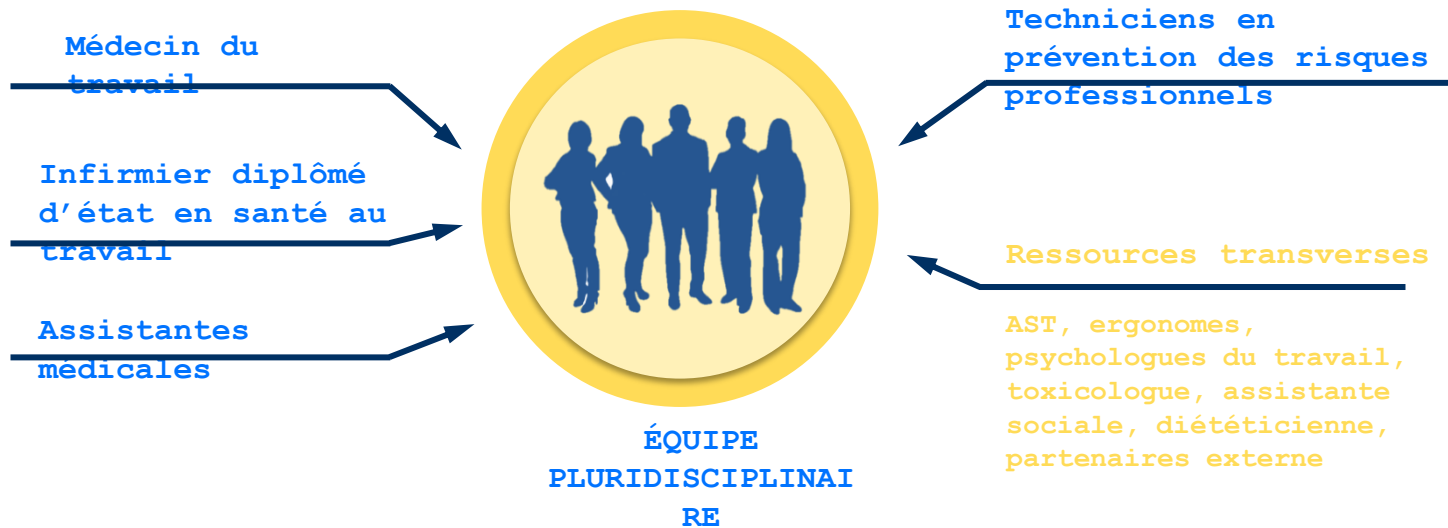 Médecin du
travail
Infirmier diplômé
d’état en santé au
travail
Assistantes
médicales
ÉQUIPE
PLURIDISCIPLINAI
RE
Techniciens en
prévention des risques
professionnels
Ressources transverses
AST, ergonomes,
psychologues du travail,
toxicologue, assistante
sociale, diététicienne,
partenaires externe